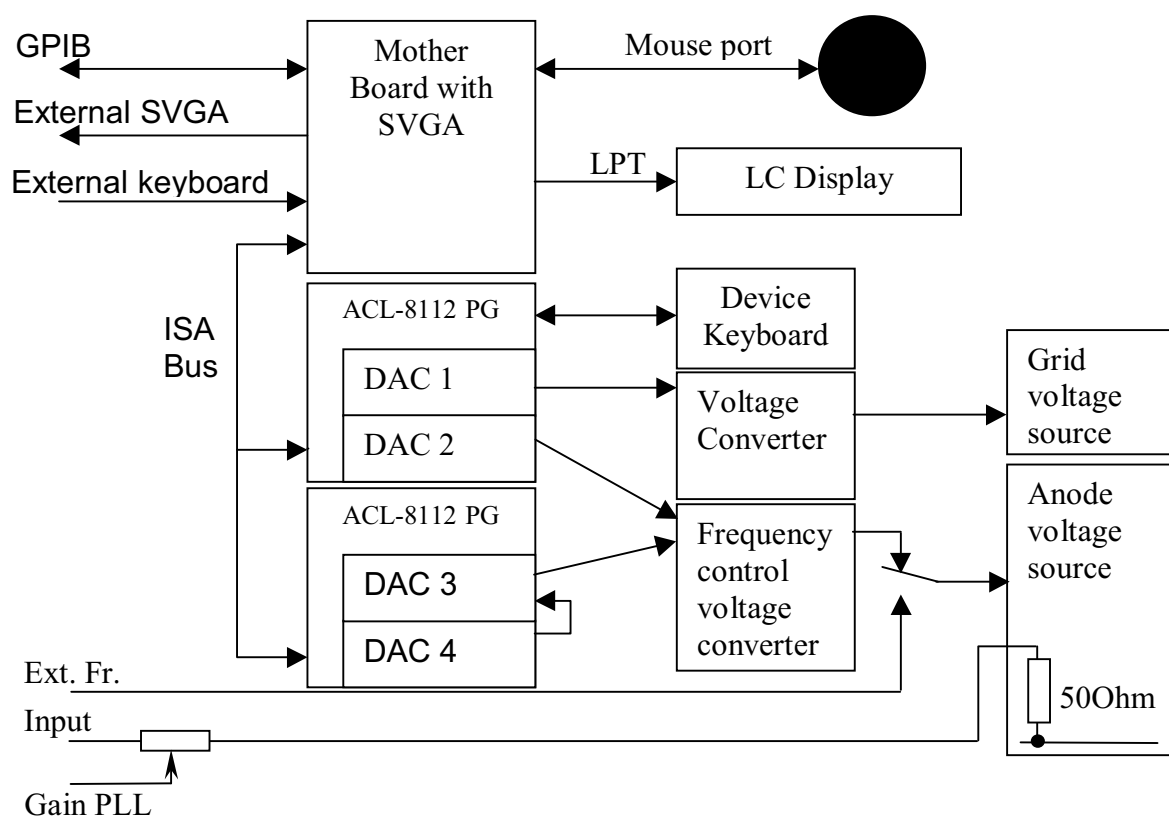 GPIB
External SVGA
External keyboard
Mother
Board with
SVGA
Mouse port
LPT
LC Display
ISA
Bus
ACL-8112 PG
DAC 1
DAC 2
Device
Keyboard
Voltage
Converter
Grid
voltage
source
ACL-8112 PG
DAC 3
DAC 4
Frequency
control
voltage
converter
Anode
voltage
source
50Ohm
Ext. Fr.
Input
Gain PLL